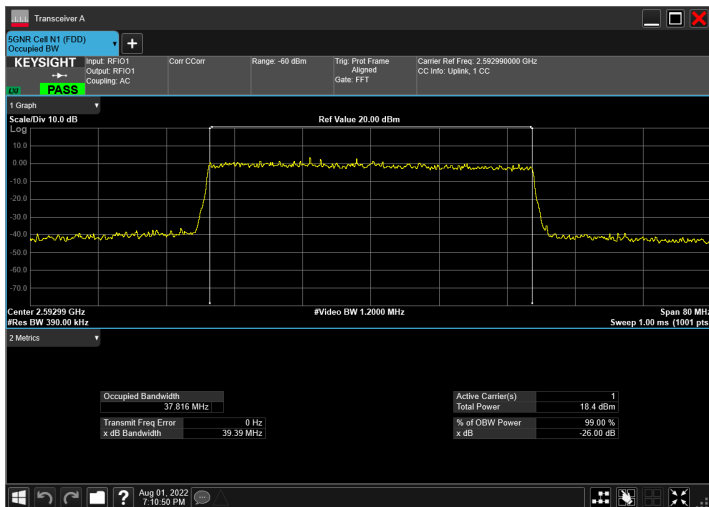 Transceiver A
5GNR Cell N1 (FDD)
Occupied BW
KEYSIGHT
LXI
PASS
Input: RFIO1
Output: RFIO1
Coupling: AC
Corr CCorr
Range: -60 dBm
Trig: Prot Frame
Aligned
Gate: FFT
Carrier Ref Freq: 2.592990000 GHz
CC Info: Uplink, 1 CC
1 Graph
Scale/Div 10.0 dB
Ref Value 20.00 dBm
Log
10.0
0.00
-10.0
-20.0
-30.0
-40.0
-50.0
-60.0
-70.0
Center 2.59299 GHz
#Video BW 1.2000 MHz
Span 80 MHz
#Res BW 390.00 kHz
Sweep 1.00 ms (1001 pts
2 Metrics
Occupied Bandwidth
37.816 MHz
Transmit Freq Error 0 Hz
x dB Bandwidth 39.39 MHz
Active Carrier(s) 1
Total Power 18.4 dBm
% of OBW Power 99.00 %
x dB -26.00 dB
?
Aug 01, 2022
7:10:50 PM